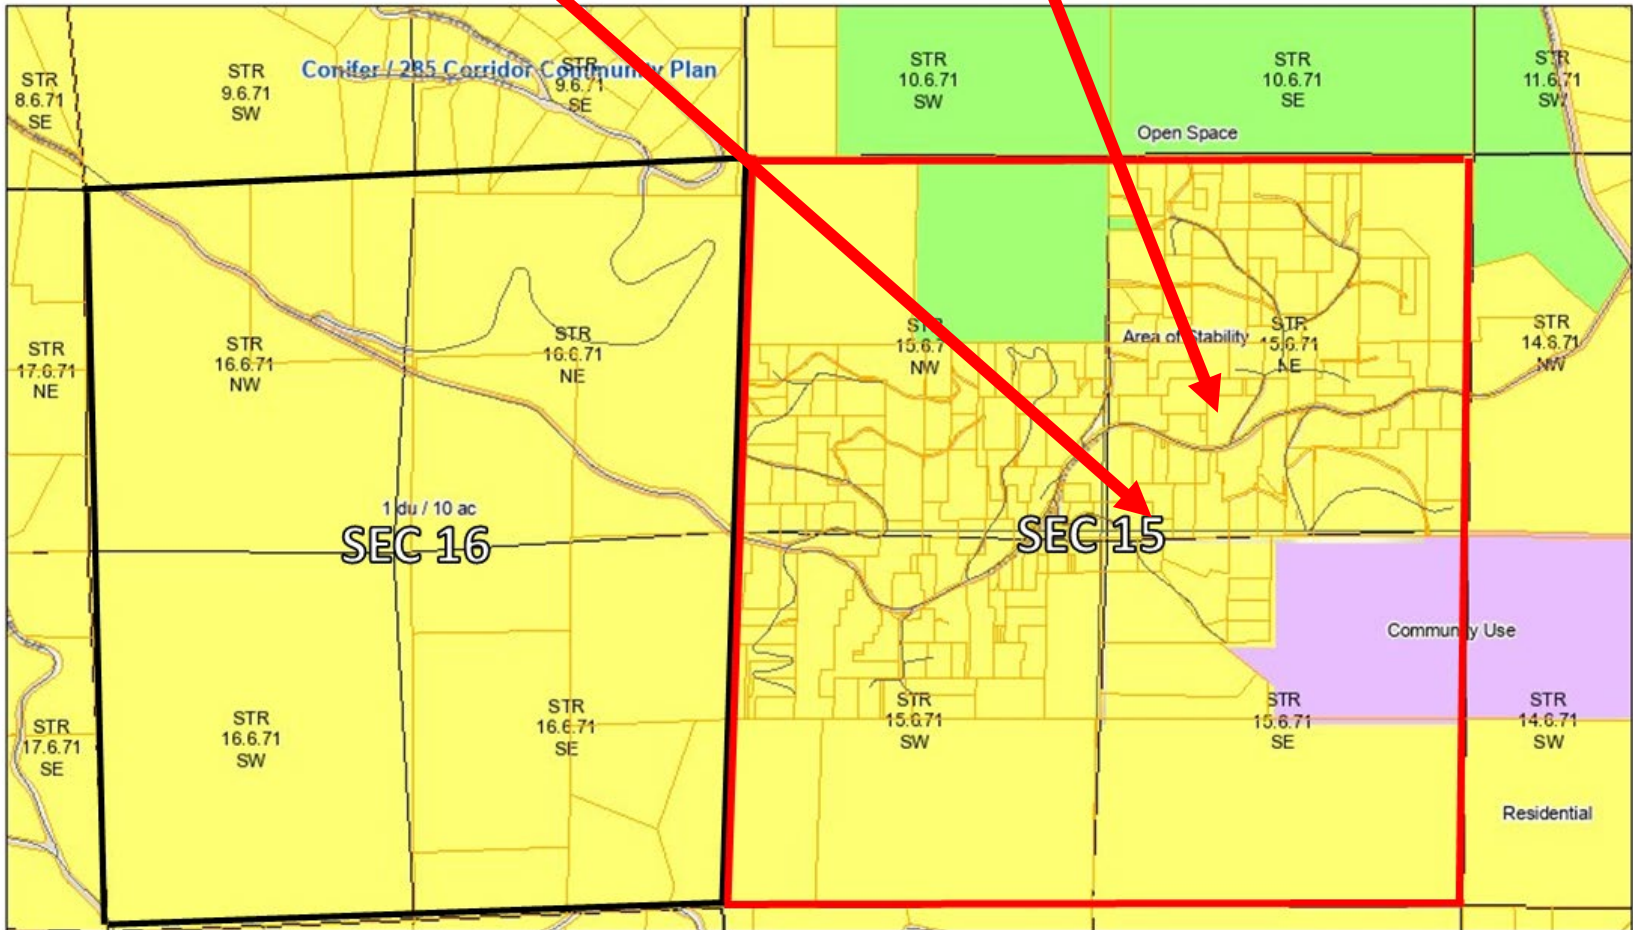 STR
8.6.71
SE
STR
9.6.71
SW
Conifer / 285 Corridor Community Plan
STR
9.6.71
SE
STR
10.6.71
SW
STR
10.6.71
SE
STR
11.6.71
SW
Open Space
STR
17.6.71
NE
STR
16.6.71
NW
STR
16.6.71
NE
STR
15.6.7
NW
Area of Stability
STR
15.6.71
NE
STR
14.6.71
NW
1 du / 10 ac
SEC 16
SEC 15
Community Use
STR
17.6.71
SE
STR
16.6.71
SW
STR
16.6.71
SE
STR
15.6.71
SW
STR
15.6.71
SE
STR
14.6.71
SW
Residential